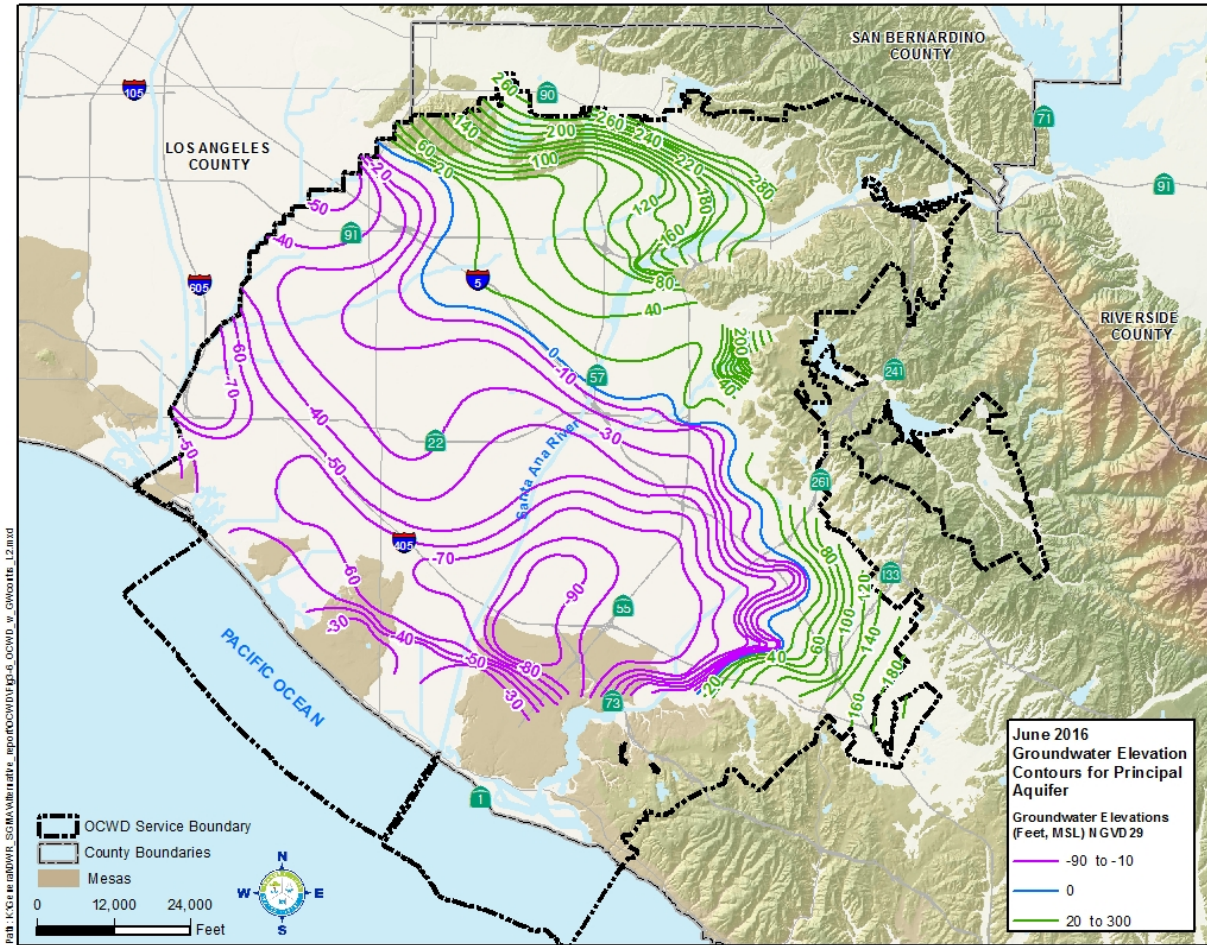 SAN BERNARDINO
COUNTY
105
90
71
LOS ANGELES
COUNTY
91
260
140
60
20
200
100
260
240
220
180
280
120
160
80
40
-20
-50
-40
91
605
5
RIVERSIDE
COUNTY
0
-10
57
200
40
241
-60
-70
-40
-50
22
-30
Santa Ana River
-50
261
405
-70
-60
-90
55
80
133
120
100
60
140
-30
-40
-50
-80
-30
40
20
180
160
73
PACIFIC OCEAN
1
June 2016
Groundwater Elevation
Contours for Principal
Aquifer
Groundwater Elevations
(Feet, MSL) NGVD29
-90 to -10
0
20 to 300
OCWD Service Boundary
County Boundaries
Mesas
0 12,000 24,000
Feet
N
W E
S